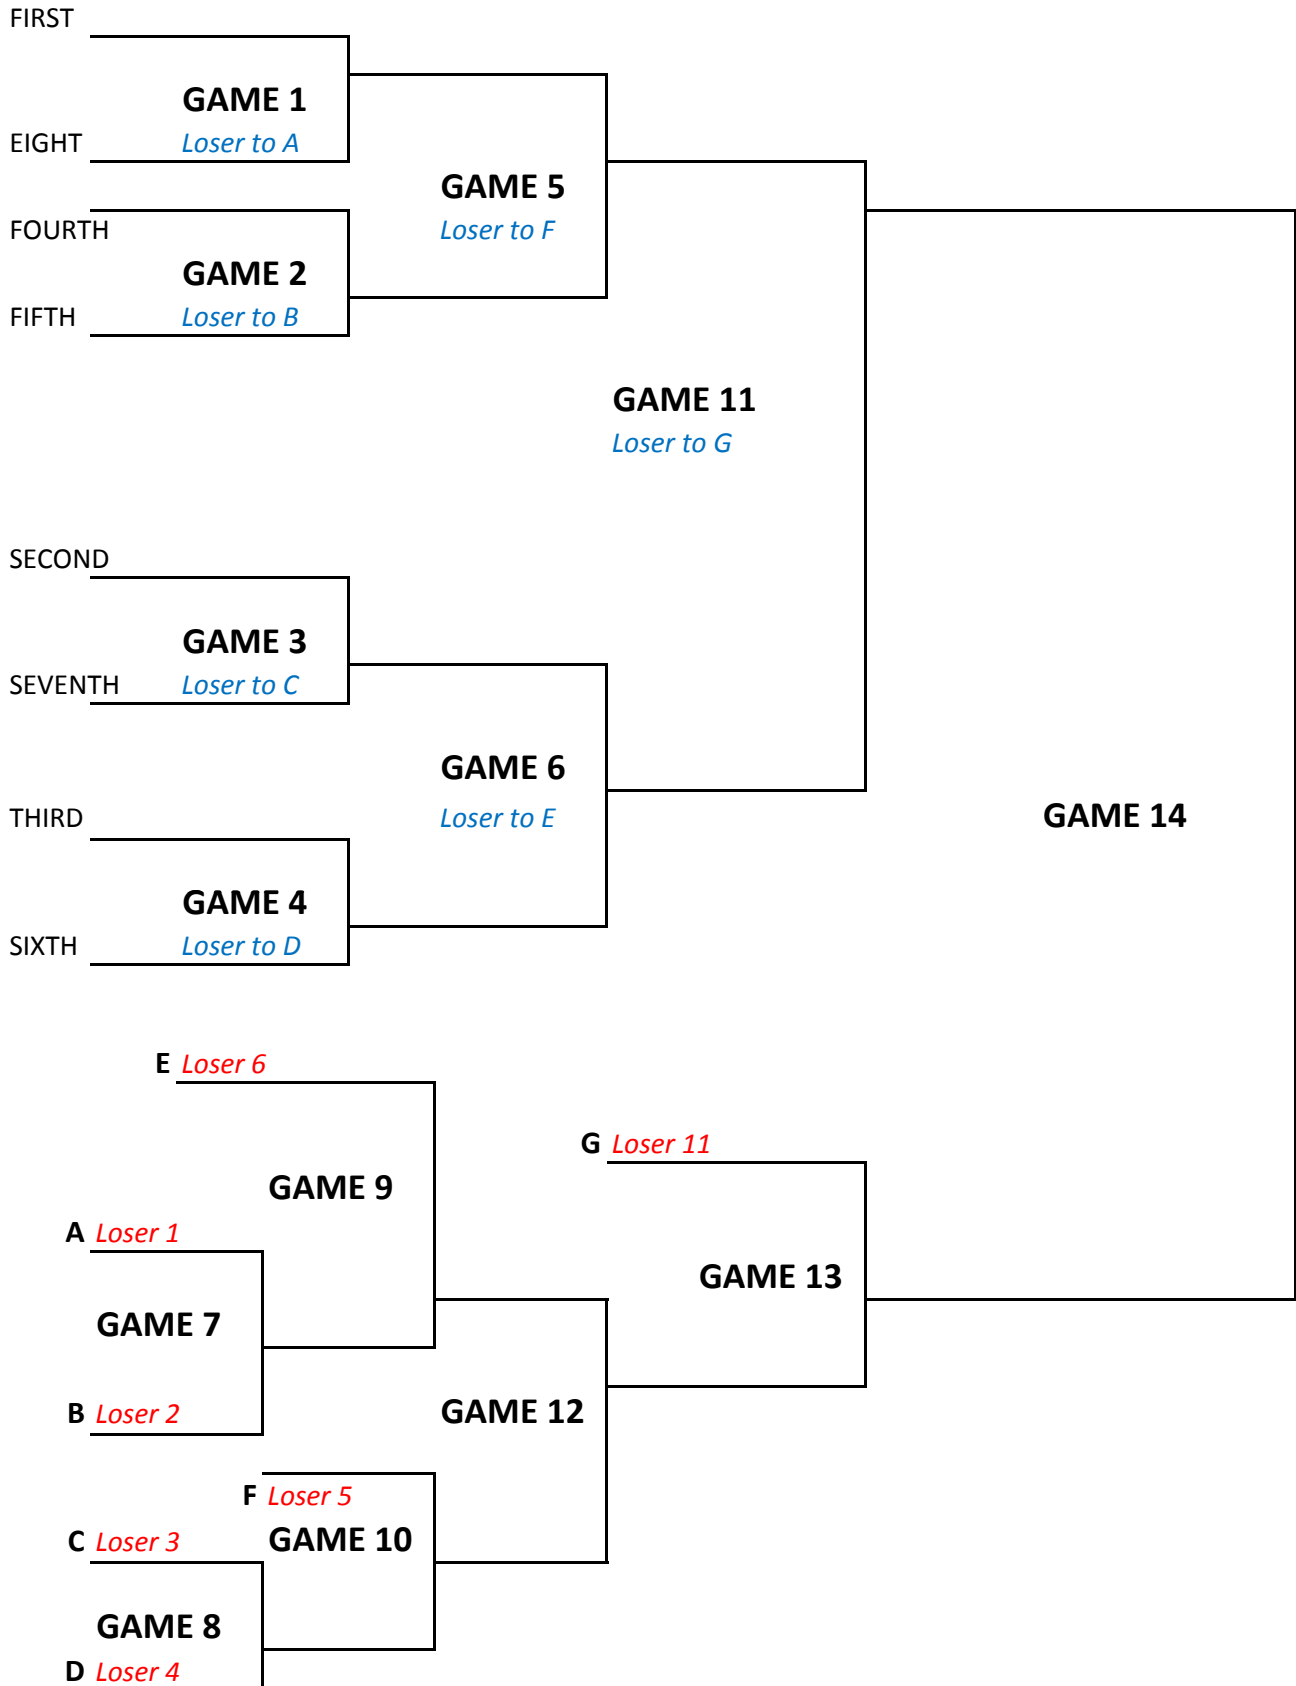 FIRST
GAME 1
EIGHT Loser to A
GAME 5
FOURTH Loser to F
GAME 2
FIFTH Loser to B
GAME 11
Loser to G
SECOND
GAME 3
SEVENTH Loser to C
GAME 6
THIRD Loser to E GAME 14
GAME 4
SIXTH Loser to D
E Loser 6
G Loser 11
GAME 9
A Loser 1
GAME 13
GAME 7
B Loser 2 GAME 12
F Loser 5
C Loser 3 GAME 10
GAME 8
D Loser 4